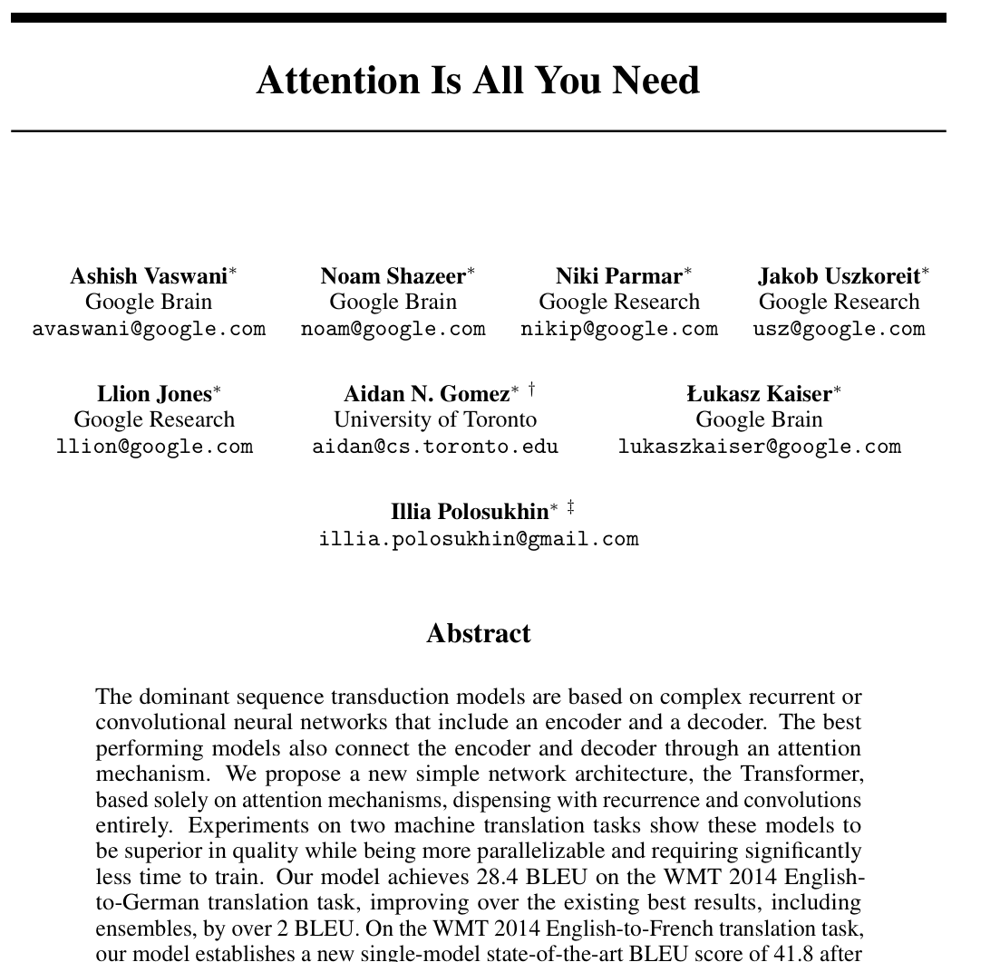 Attention Is All You Need
Ashish Vaswani∗ Noam Shazeer∗ Niki Parmar∗ Jakob Uszkoreit∗
Google Brain Google Brain Google Research Google Research
avaswani@google.com noam@google.com nikip@google.com usz@google.com
Llion Jones∗ Aidan N. Gomez∗ † Łukasz Kaiser∗
Google Research University of Toronto Google Brain
llion@google.com aidan@cs.toronto.edu lukaszkaiser@google.com
Illia Polosukhin∗ ‡
illia.polosukhin@gmail.com
Abstract
The dominant sequence transduction models are based on complex recurrent or
convolutional neural networks that include an encoder and a decoder. The best
performing models also connect the encoder and decoder through an attention
mechanism. We propose a new simple network architecture, the Transformer,
based solely on attention mechanisms, dispensing with recurrence and convolutions
entirely. Experiments on two machine translation tasks show these models to
be superior in quality while being more parallelizable and requiring significantly
less time to train. Our model achieves 28.4 BLEU on the WMT 2014 English-
to-German translation task, improving over the existing best results, including
ensembles, by over 2 BLEU. On the WMT 2014 English-to-French translation task,
our model establishes a new single-model state-of-the-art BLEU score of 41.8 after